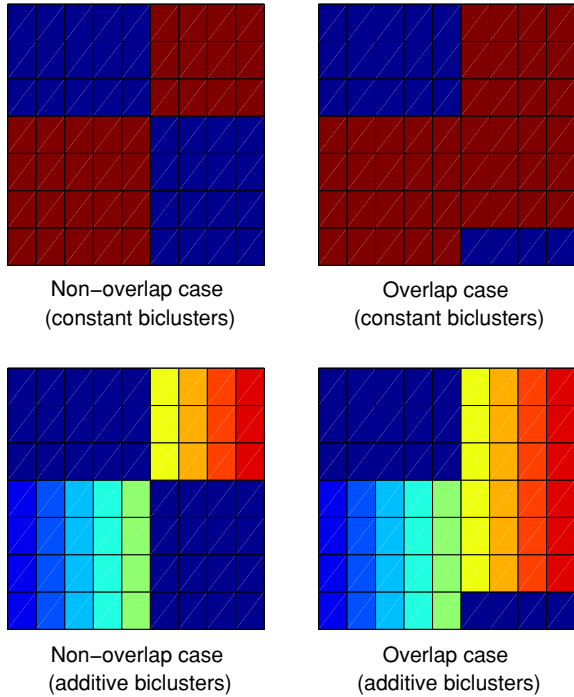 Non−overlap case
(constant biclusters)
Overlap case
(constant biclusters)
Non−overlap case
(additive biclusters)
Overlap case
(additive biclusters)